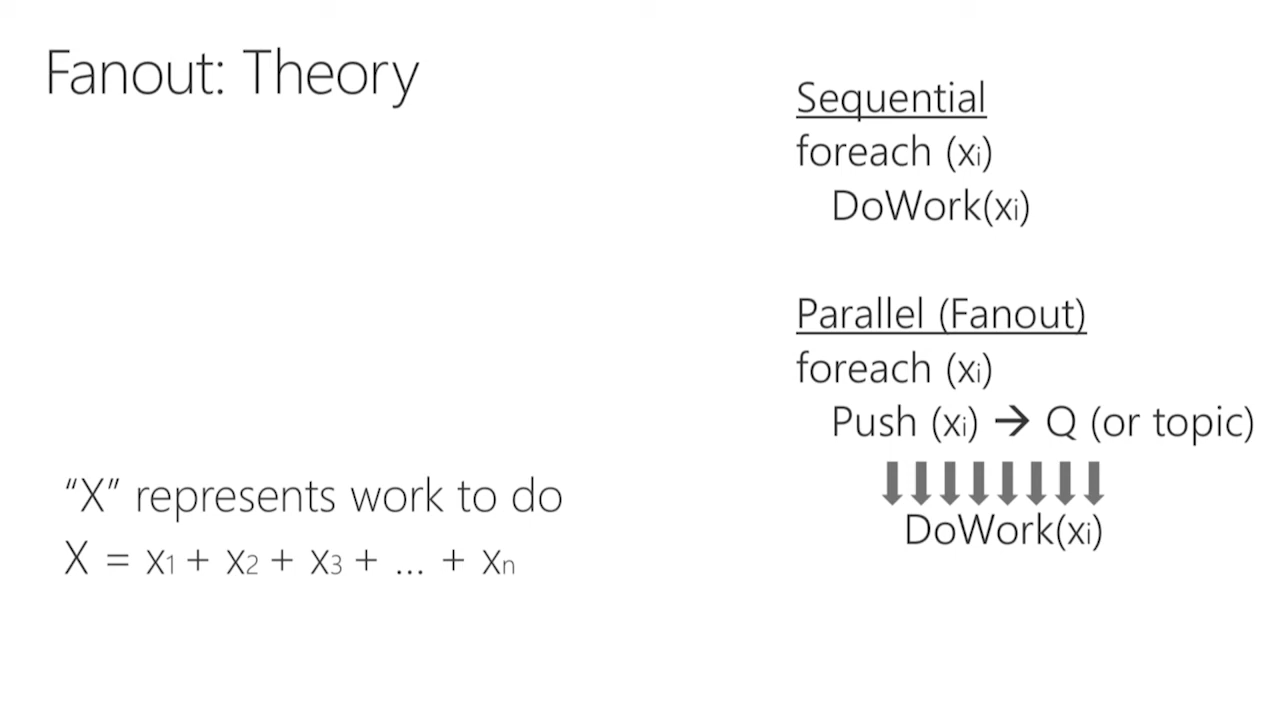 Fanout: Theory
Sequential
foreach (xi)
DoWork(xi)
Parallel (Fanout)
foreach (xi)
Push (xi) → Q (or topic)
DoWork(xi)
“X” represents work to do
X = x1 + x2 + x3 + ... + xn